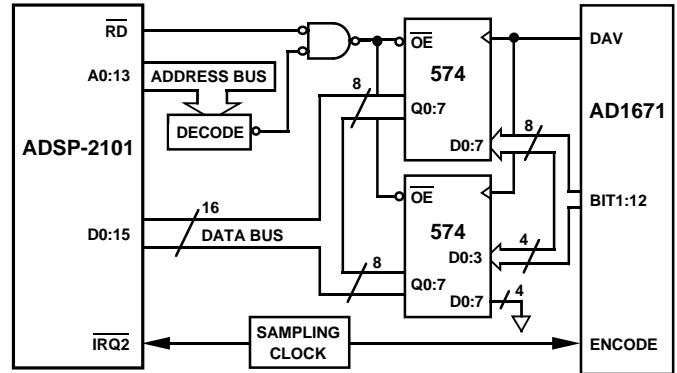 RD
A0:13
ADDRESS BUS
DECODE
ADSP-2101
D0:15
16
DATA BUS
IRQ2
SAMPLING
CLOCK
8
8
OE
574
Q0:7
D0:7
8
OE
574
D0:3
4
Q0:7
D0:7
4
DAV
AD1671
BIT1:12
ENCODE